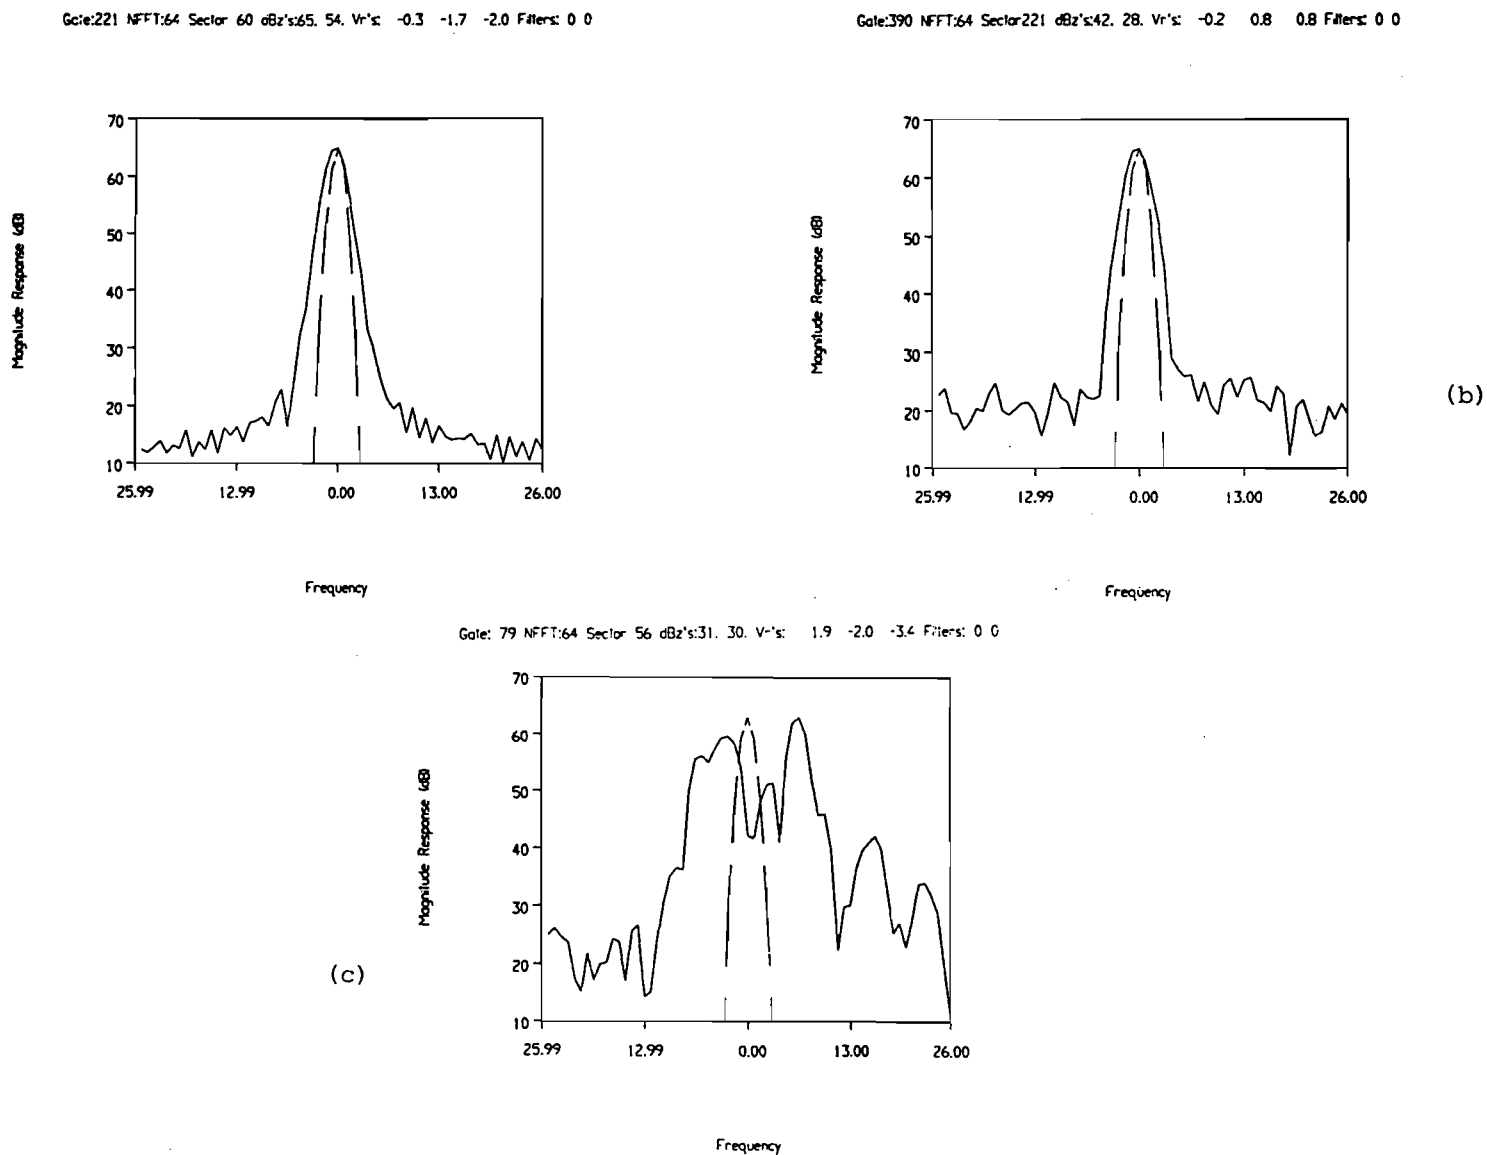 Gate:221 NFFT:64 Sector 60 dBz's:65. 54. Vr's: -0.3 -1.7 -2.0 Filters: 0 0
Gate:390 NFFT:64 Sector221 dBz's:42. 28. Vr's: -0.2 0.8 0.8 Filters: 0 0
70
60
50
40
30
20
10
Magnitude Response (dB)
25.99 12.99 0.00 13.00 26.00
Frequency
70
60
50
40
30
20
10
Magnitude Response (dB)
25.99 12.99 0.00 13.00 26.00
Frequency
(b)
Gate: 79 NFFT:64 Sector 56 dBz's:31. 30. Vr's: 1.9 -2.0 -3.4 Filters: 0 0
70
60
50
40
30
20
10
Magnitude Response (dB)
(c)
25.99 12.99 0.00 13.00 26.00
Frequency